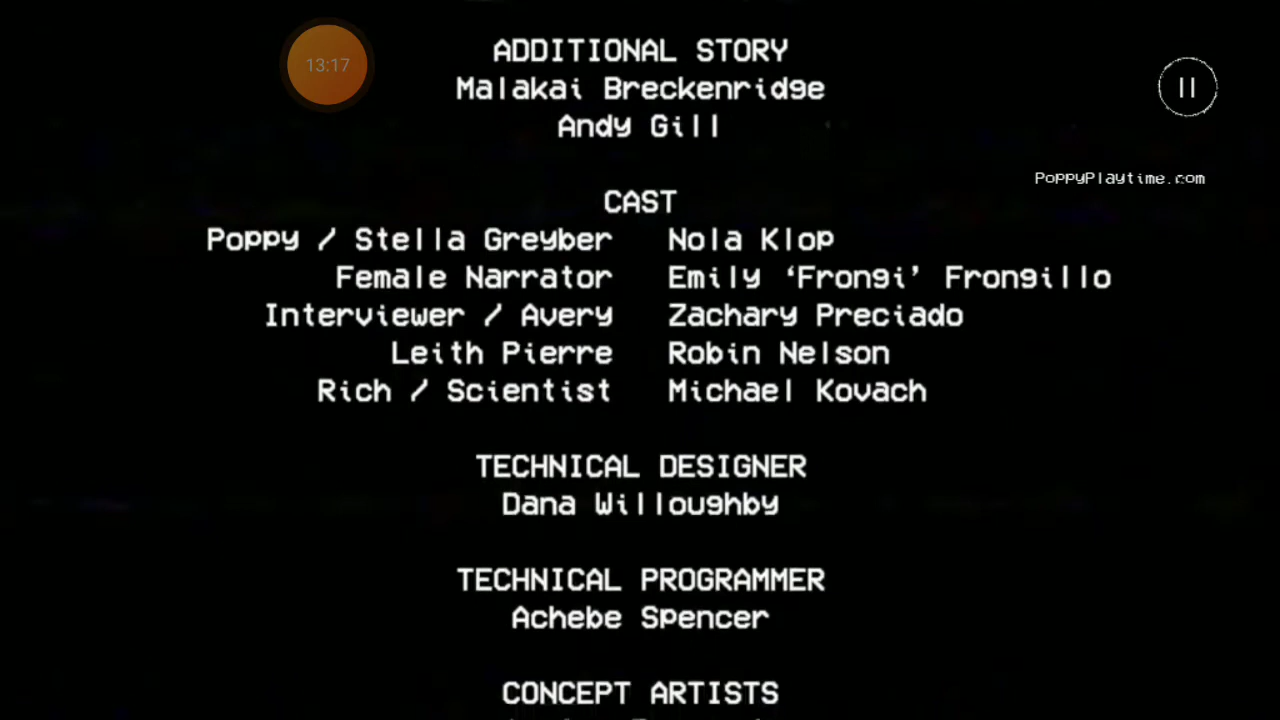 ADDITIONAL STORY
13:17
Malakai Breckenridge
Andy Gill
PoppyPlaytime.com
CAST
Poppy / Stella Greyber Nola Klop
Female Narrator Emily ‘Frongi’ Frongillo
Interviewer / Avery Zachary Preciado
Leith Pierre Robin Nelson
Rich / Scientist Michael Kovach
TECHNICAL DESIGNER
Dana Willoughby
TECHNICAL PROGRAMMER
Achebe Spencer
CONCEPT ARTISTS